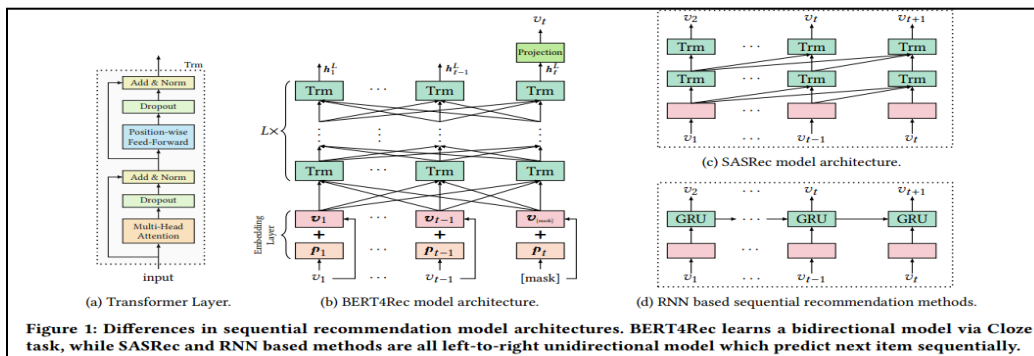 Trm
Add & Norm
Dropout
Position-wise
Feed-Forward
Add & Norm
Dropout
Multi-Head
Attention
input
(a) Transformer Layer.
v_t
Projection
h_1^L
h_{t-1}^L
h_t^L
Trm ... Trm Trm
L×
Trm ... Trm Trm
Embedding
Layer
v_1 ... v_{t-1} v_[mask]
+ + +
p_1 ... p_{t-1} p_t
v_1 ... v_{t-1} [mask]
(b) BERT4Rec model architecture.
v_2 v_t v_{t+1}
Trm ... Trm Trm
Trm ... Trm Trm
...
v_1 ... v_{t-1} v_t
(c) SASRec model architecture.
v_2 v_t v_{t+1}
GRU ... GRU GRU
...
v_1 ... v_{t-1} v_t
(d) RNN based sequential recommendation methods.
Figure 1: Differences in sequential recommendation model architectures. BERT4Rec learns a bidirectional model via Cloze
task, while SASRec and RNN based methods are all left-to-right unidirectional model which predict next item sequentially.